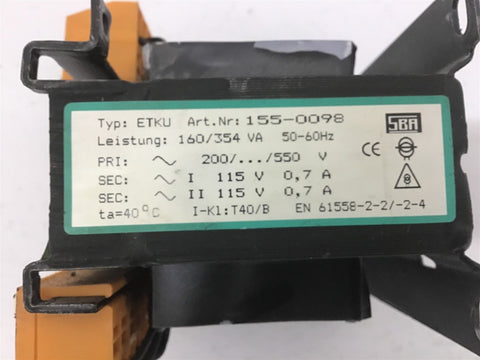 Typ: ETKU Art.Nr: 155-0098
Leistung: 160/354 VA 50-60Hz
PRI: ~ 200/.../550 V
SEC: ~ I 115 V 0,7 A
SEC: ~ II 115 V 0,7 A
ta=40°C I-Kl:T40/B EN 61558-2-2/-2-4
SBA
CE